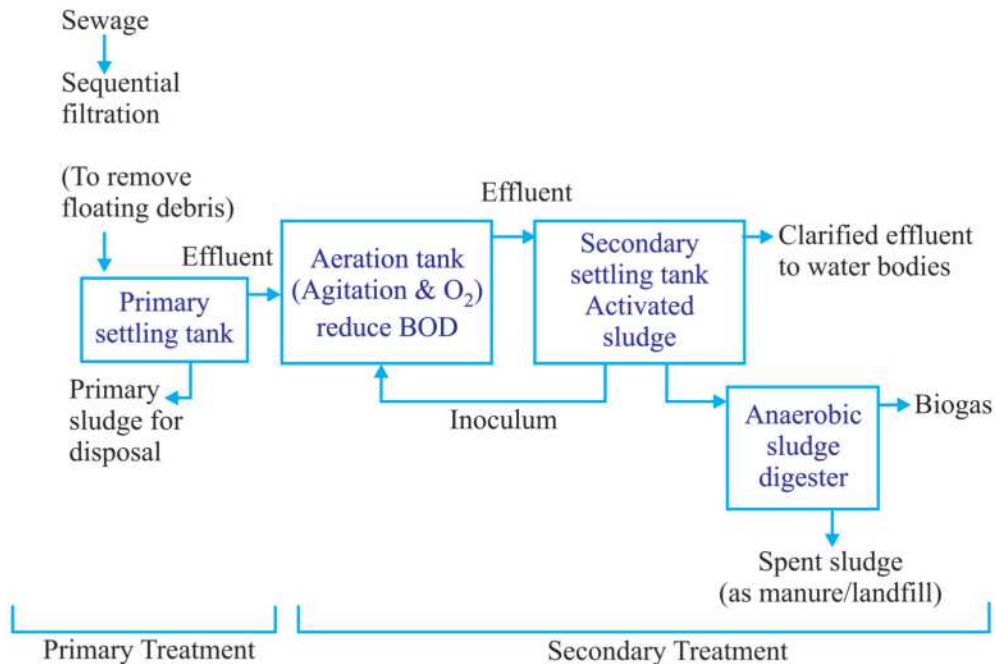 Sewage
Sequential
filtration
(To remove
floating debris)
Effluent
Primary
settling tank
Primary
sludge for
disposal
Aeration tank
(Agitation & O₂)
reduce BOD
Effluent
Secondary
settling tank
Activated
sludge
Clarified effluent
to water bodies
Inoculum
Anaerobic
sludge
digester
Biogas
Spent sludge
(as manure/landfill)
Primary Treatment
Secondary Treatment